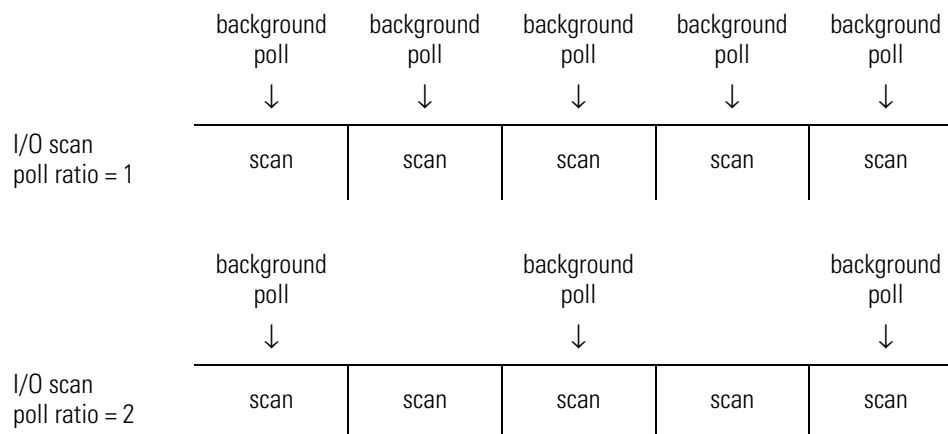 background background background background background
poll poll poll poll poll
↓ ↓ ↓ ↓ ↓
I/O scan
poll ratio = 1
scan scan scan scan scan
background background background
poll poll poll
↓ ↓ ↓
I/O scan
poll ratio = 2
scan scan scan scan scan